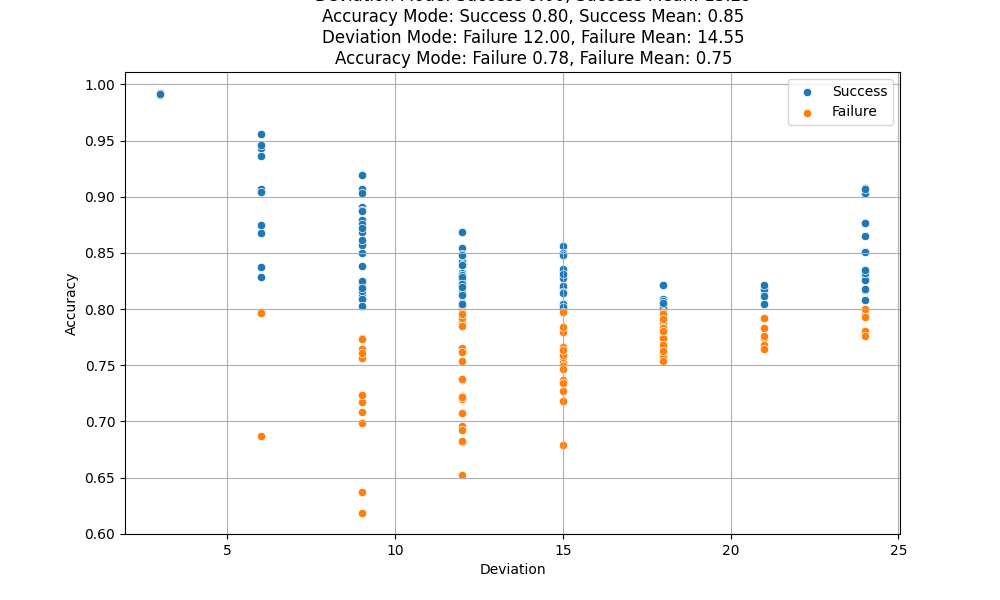 Accuracy Mode: Success 0.80, Success Mean: 0.85
Deviation Mode: Failure 12.00, Failure Mean: 14.55
Accuracy Mode: Failure 0.78, Failure Mean: 0.75
Success
Failure
1.00
0.95
0.90
0.85
0.80
0.75
0.70
0.65
0.60
Accuracy
5
10
15
20
25
Deviation